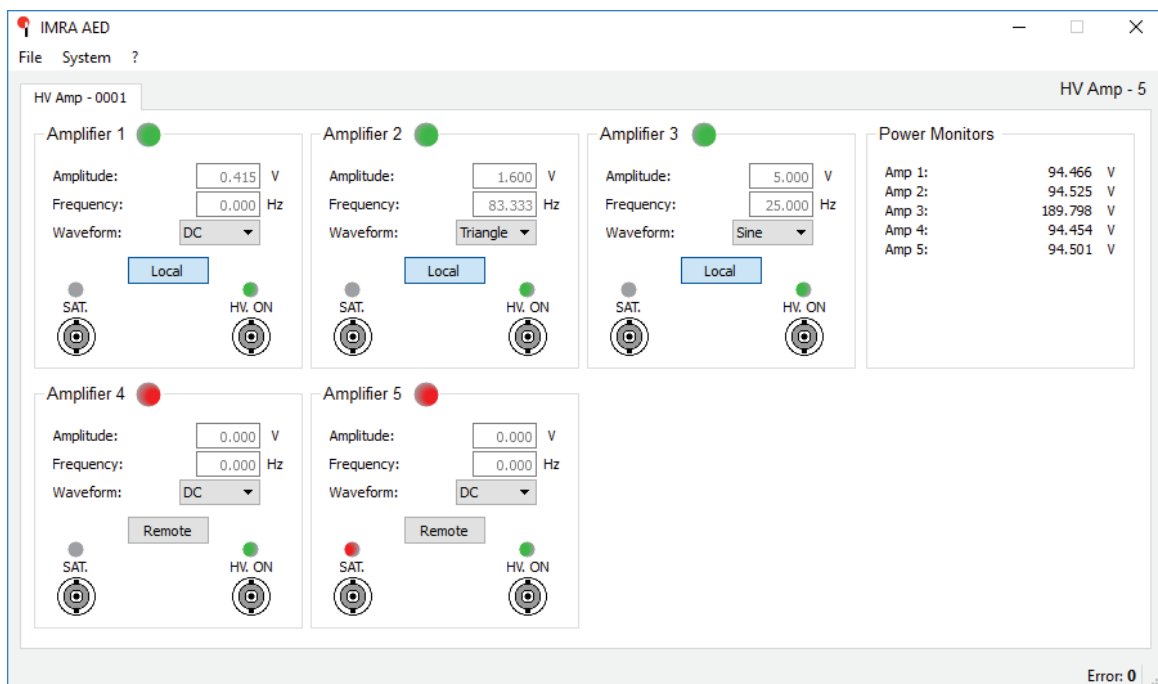 IMRA AED
File System ?
HV Amp - 0001
HV Amp - 5
Amplifier 1
Amplitude: 0.415 V
Frequency: 0.000 Hz
Waveform: DC
Local
SAT. HV. ON
Amplifier 2
Amplitude: 1.600 V
Frequency: 83.333 Hz
Waveform: Triangle
Local
SAT. HV. ON
Amplifier 3
Amplitude: 5.000 V
Frequency: 25.000 Hz
Waveform: Sine
Local
SAT. HV. ON
Power Monitors
Amp 1: 94.466 V
Amp 2: 94.525 V
Amp 3: 189.798 V
Amp 4: 94.454 V
Amp 5: 94.501 V
Amplifier 4
Amplitude: 0.000 V
Frequency: 0.000 Hz
Waveform: DC
Remote
SAT. HV. ON
Amplifier 5
Amplitude: 0.000 V
Frequency: 0.000 Hz
Waveform: DC
Remote
SAT. HV. ON
Error: 0